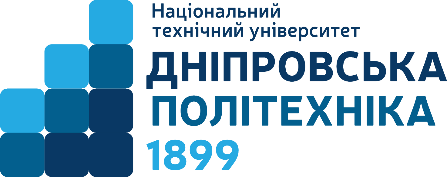 Національний
технічний університет
ДНІПРОВСЬКА
ПОЛІТЕХНІКА
1899